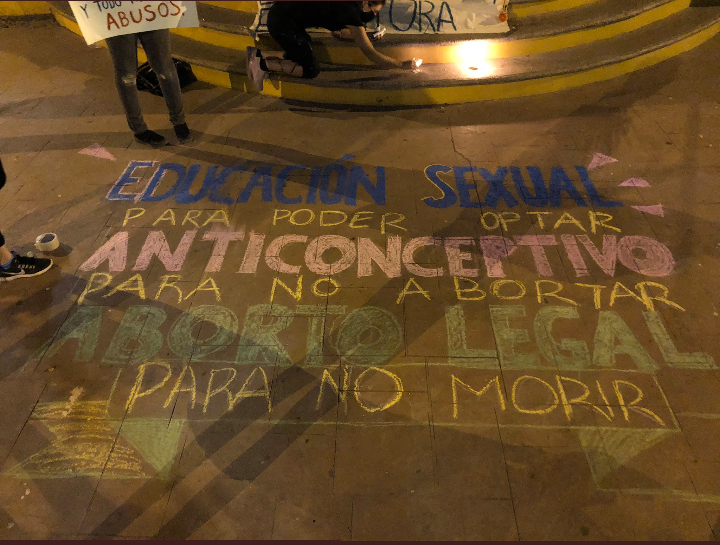 Y TODO
ABUSOS.
ORA
EDUCACIÓN SEXUAL
PARA PODER OPTAR
ANTICONCEPTIVO
PARA NO ABORTAR
ABORTO LEGAL
PARA NO MORIR